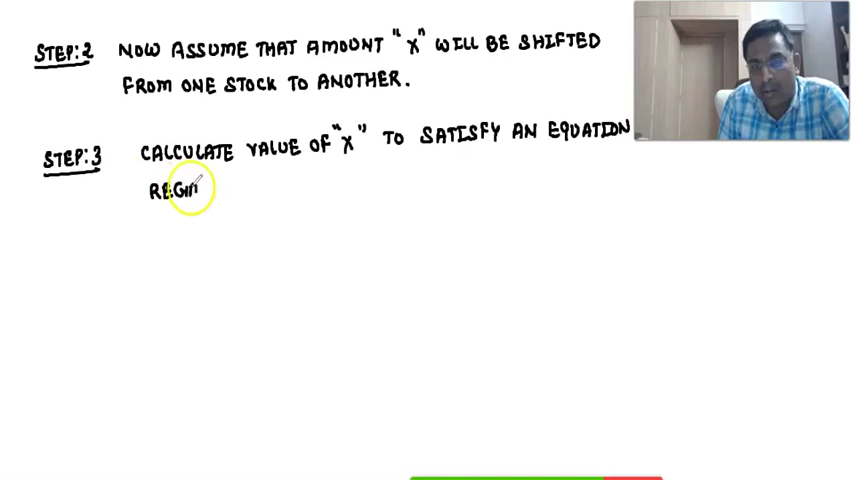 STEP:2 NOW ASSUME THAT AMOUNT "X" WILL BE SHIFTED
FROM ONE STOCK TO ANOTHER.
STEP:3 CALCULATE VALUE OF "X" TO SATISFY AN EQUATION